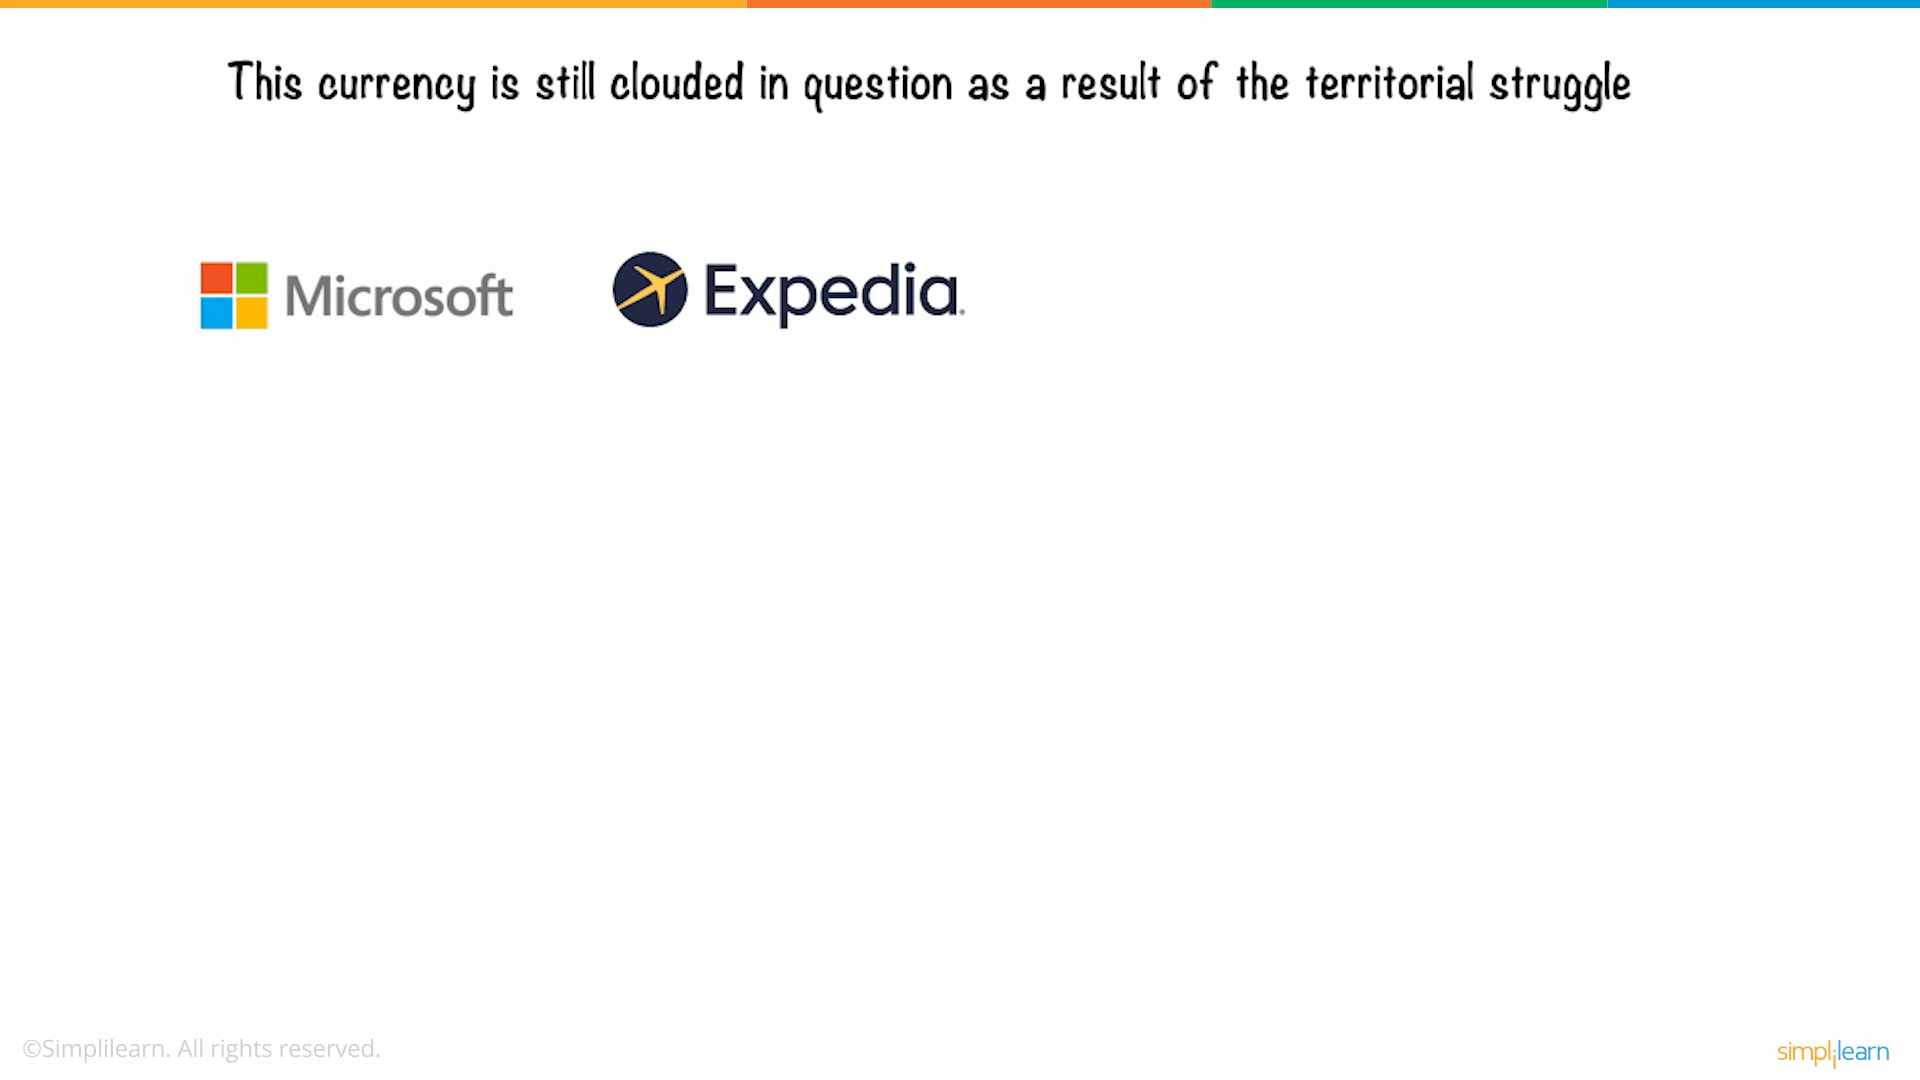 This currency is still clouded in question as a result of the territorial struggle
Microsoft
Expedia
©Simplilearn. All rights reserved.
simplilearn